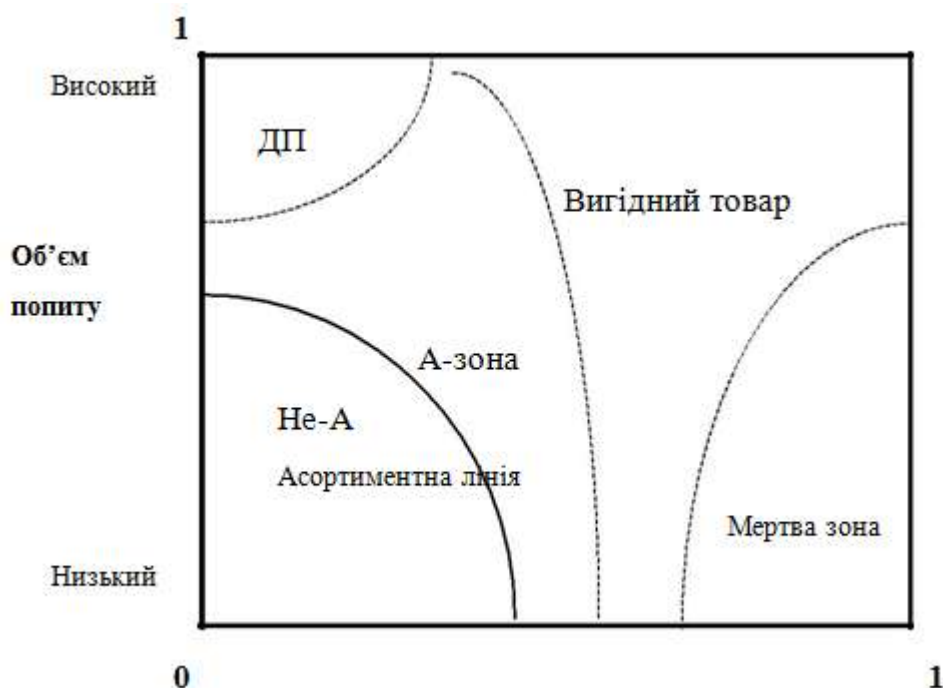 1
Високий
ДП
Вигідний товар
Об’єм
попиту
А-зона
Не-А
Асортиментна лінія
Мертва зона
Низький
0
1